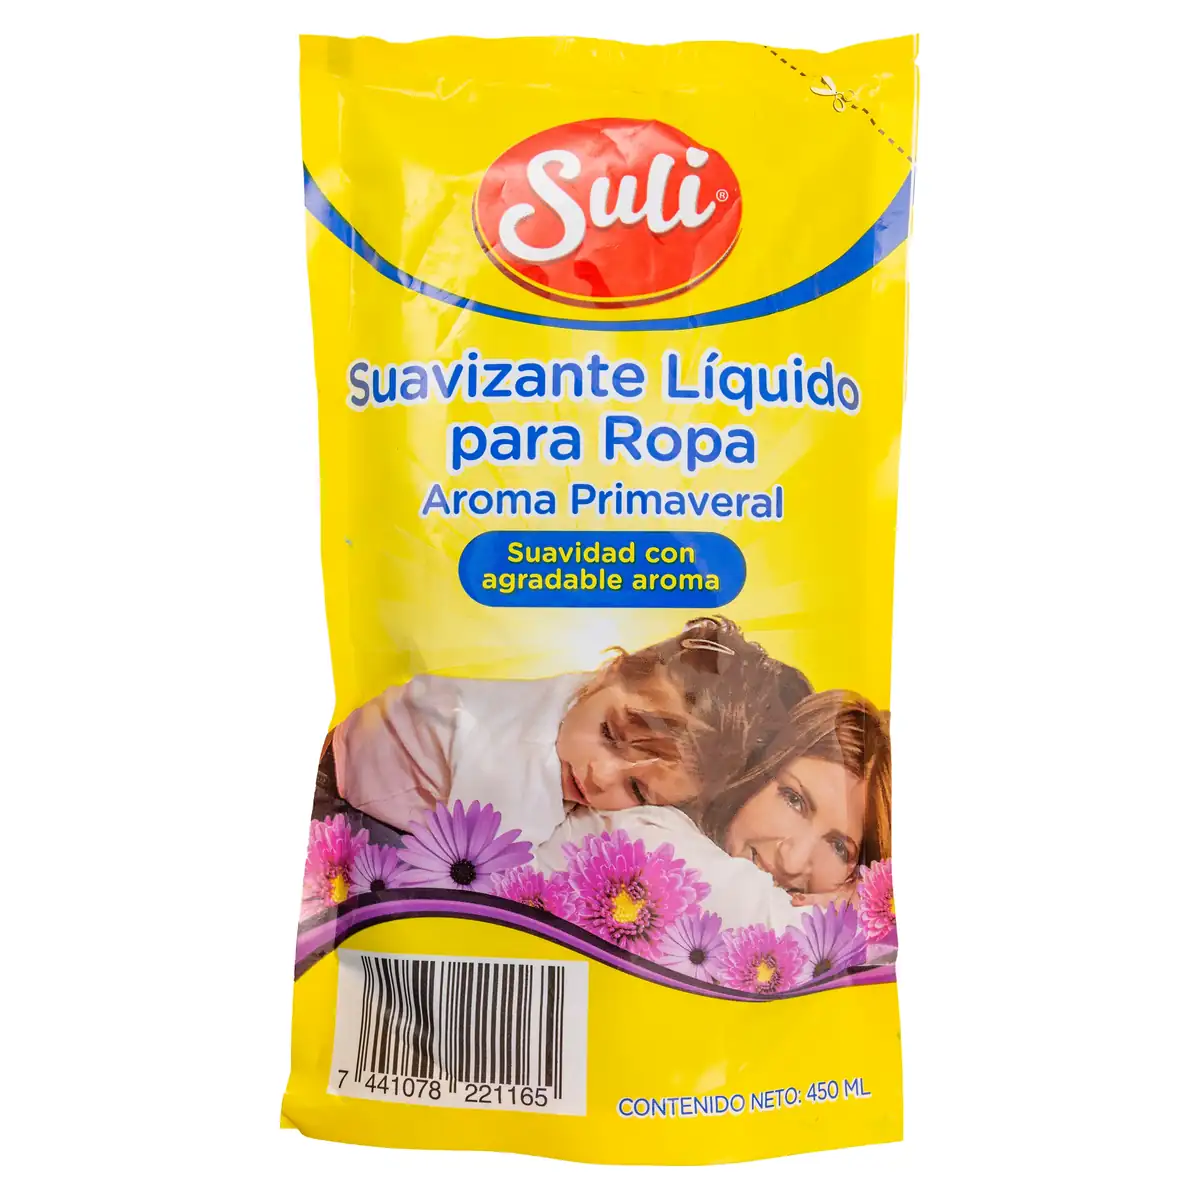 Suli®
Suavizante Líquido
para Ropa
Aroma Primaveral
Suavidad con
agradable aroma
7 441078 221165
CONTENIDO NETO: 450 ML